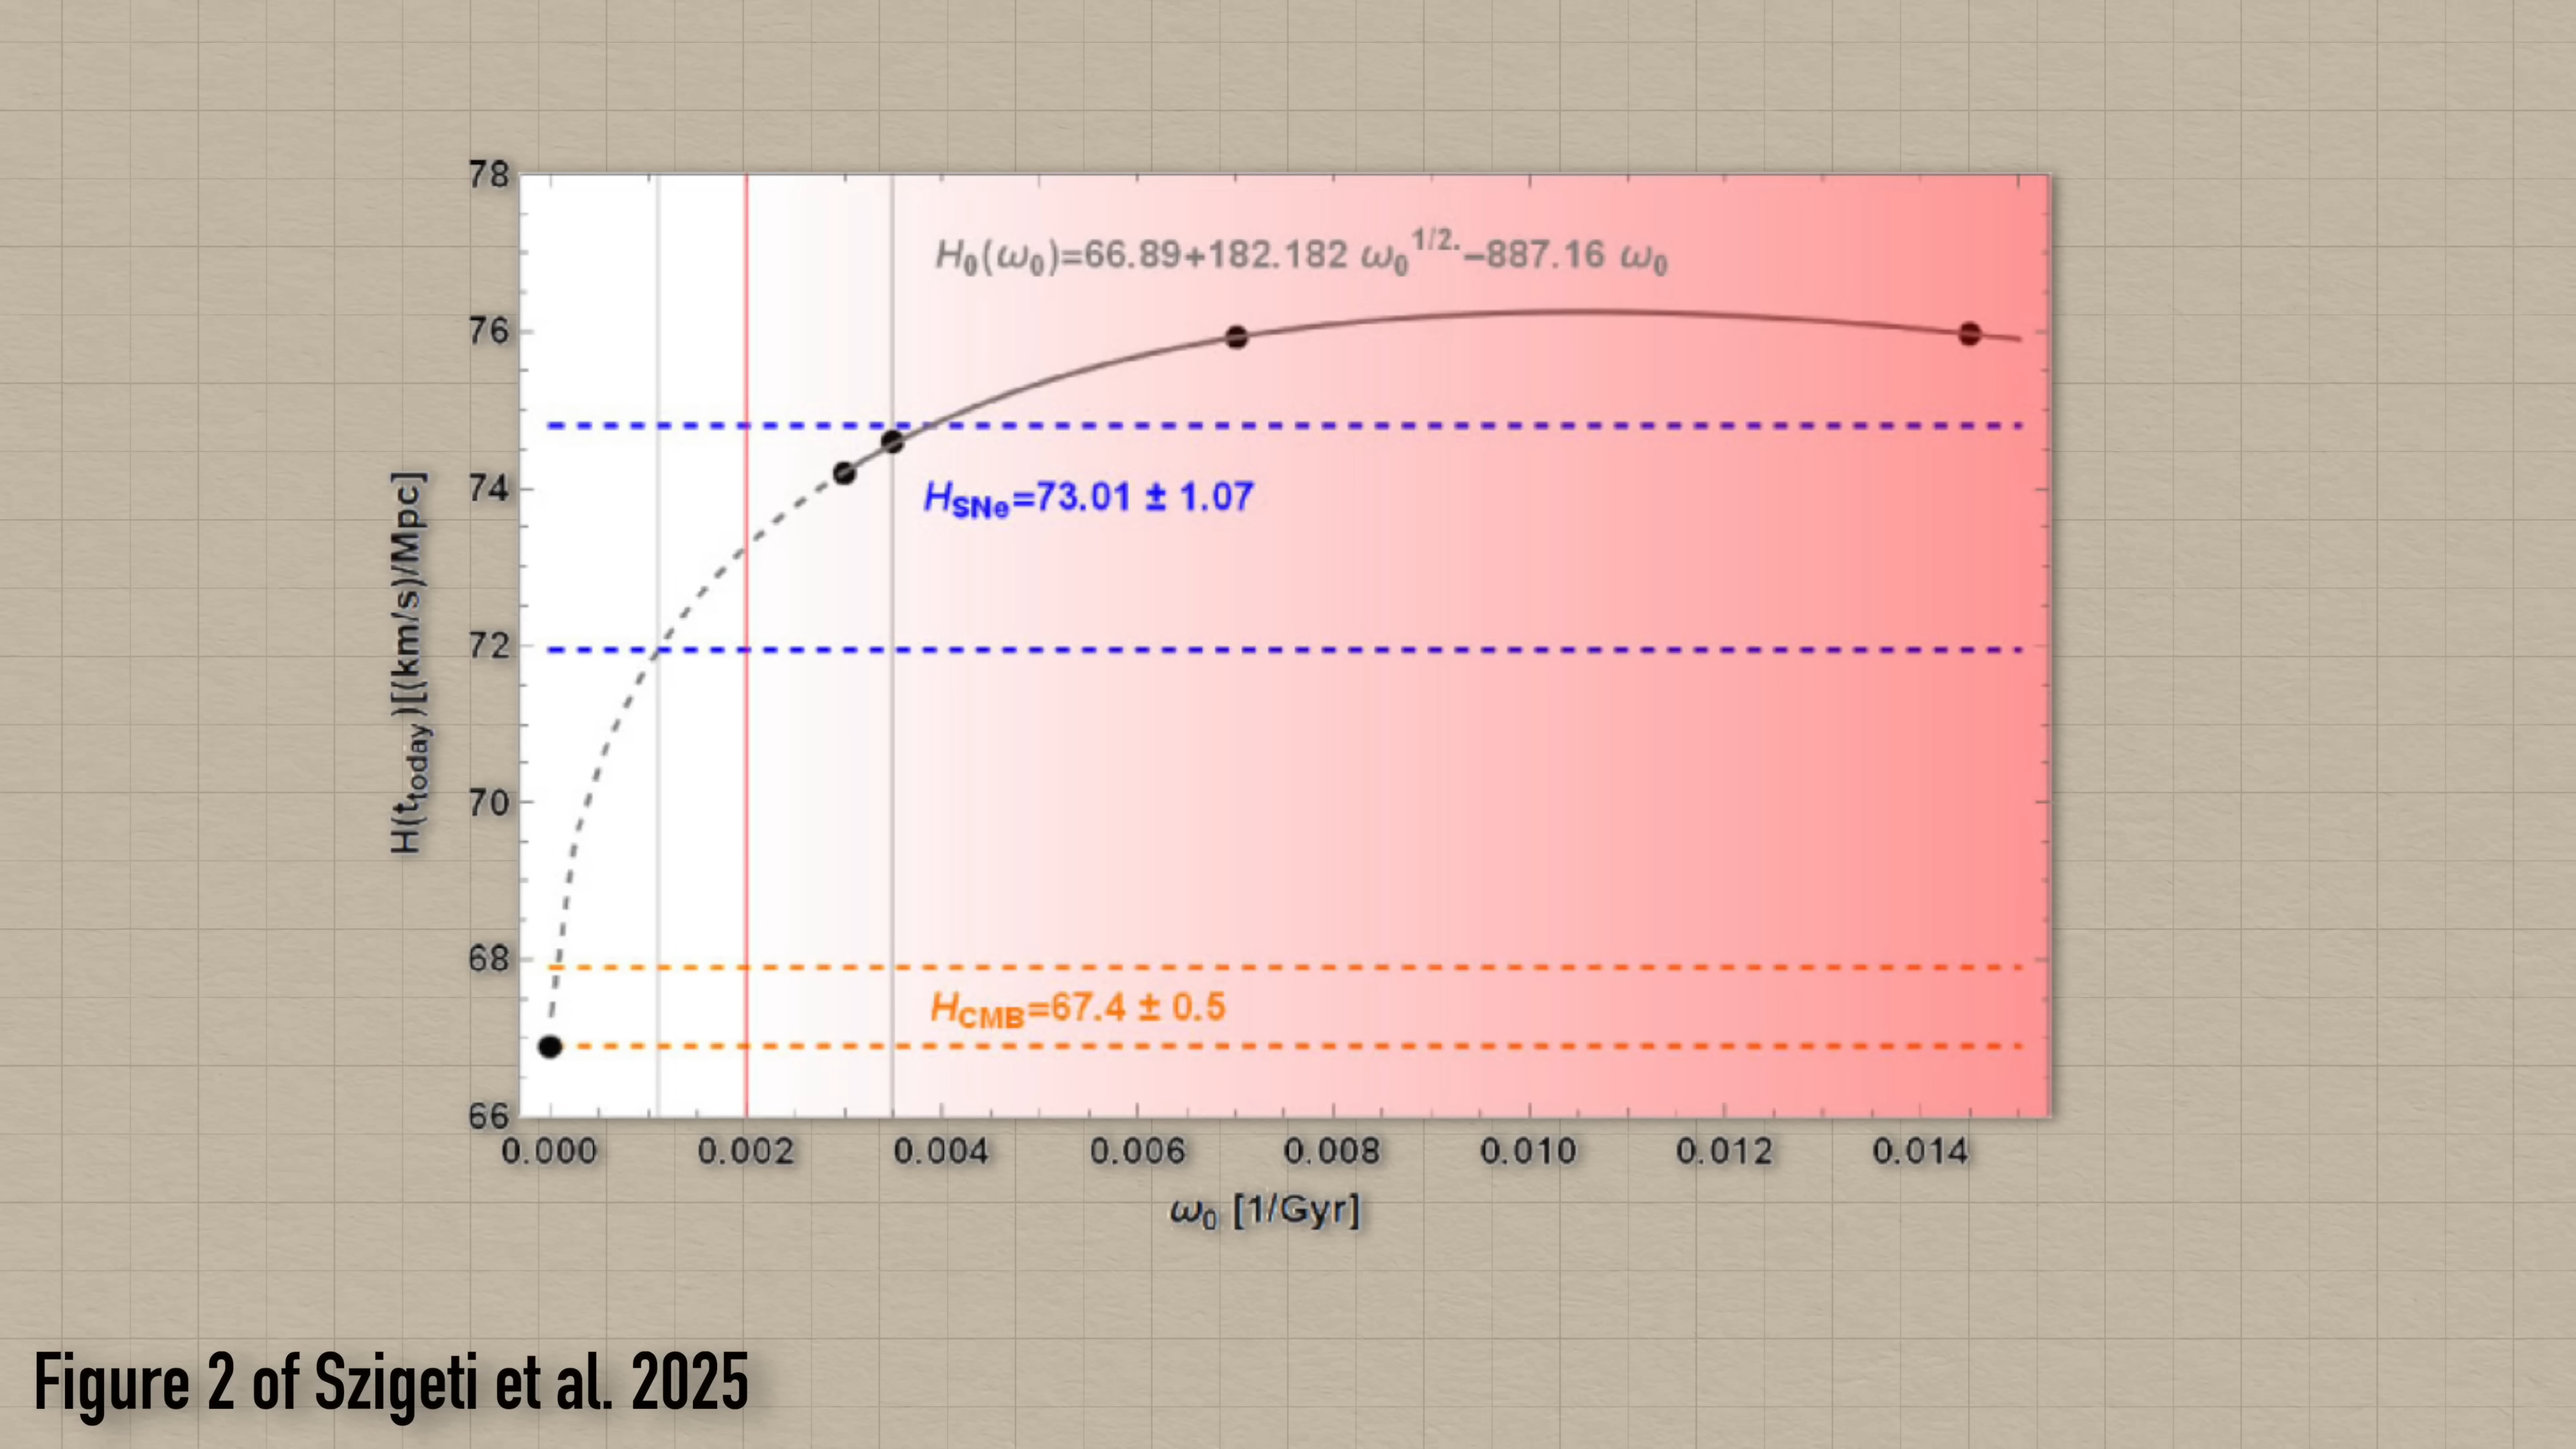 78
H₀(ω₀)=66.89+182.182 ω₀^1/2.−887.16 ω₀
76
74
H_SNe=73.01 ± 1.07
72
70
68
H_CMB=67.4 ± 0.5
66
H(t_today)[(km/s)/Mpc]
0.000 0.002 0.004 0.006 0.008 0.010 0.012 0.014
ω₀ [1/Gyr]
Figure 2 of Szigeti et al. 2025